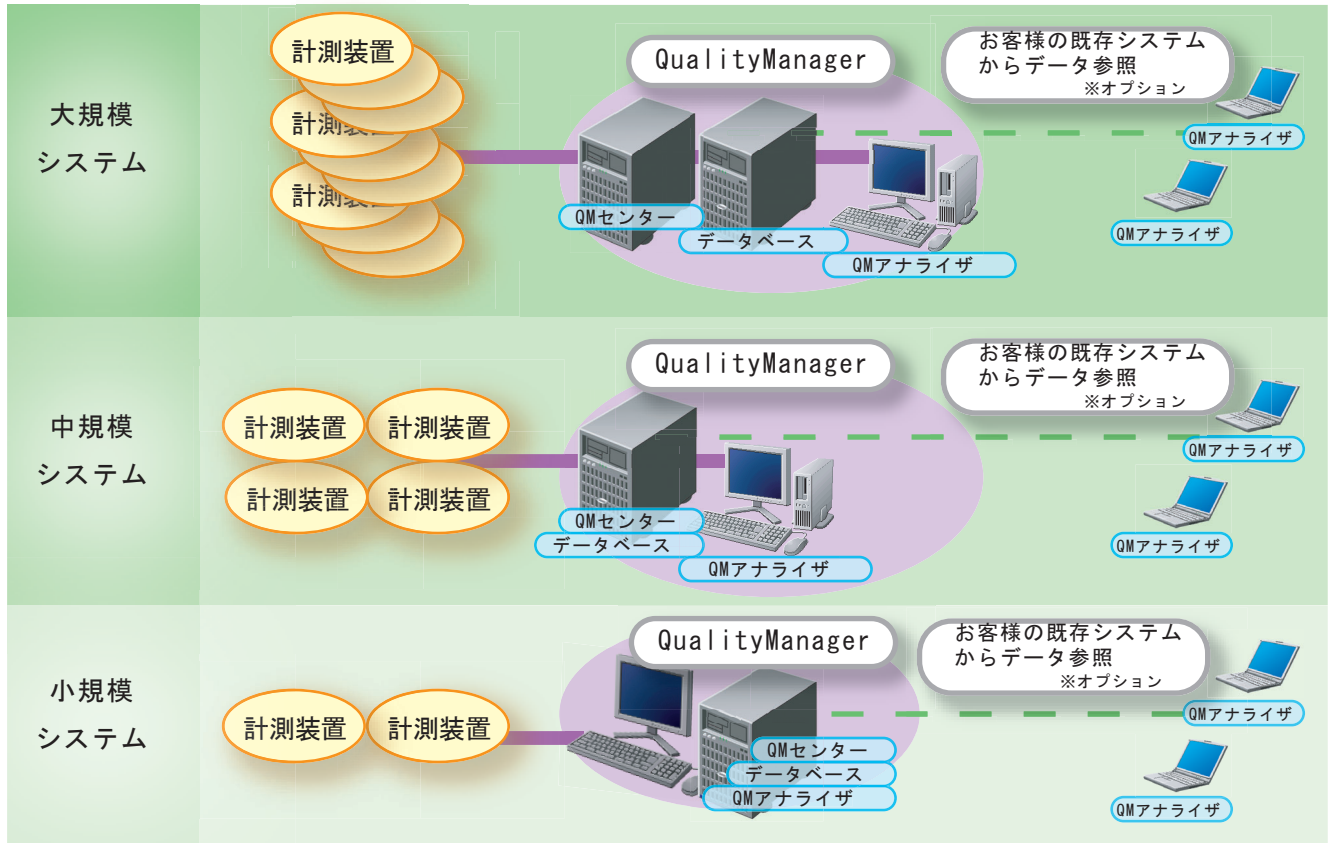 大規模
システム
計測装置
計測装
計測
QualityManager
お客様の既存システム
からデータ参照
※オプション
QMセンター
データベース
QMアナライザ
QMアナライザ
QMアナライザ
中規模
システム
計測装置
計測装置
計測装置
計測装置
QualityManager
お客様の既存システム
からデータ参照
※オプション
QMセンター
データベース
QMアナライザ
QMアナライザ
QMアナライザ
小規模
システム
計測装置
計測装置
QualityManager
お客様の既存システム
からデータ参照
※オプション
QMセンター
データベース
QMアナライザ
QMアナライザ
QMアナライザ